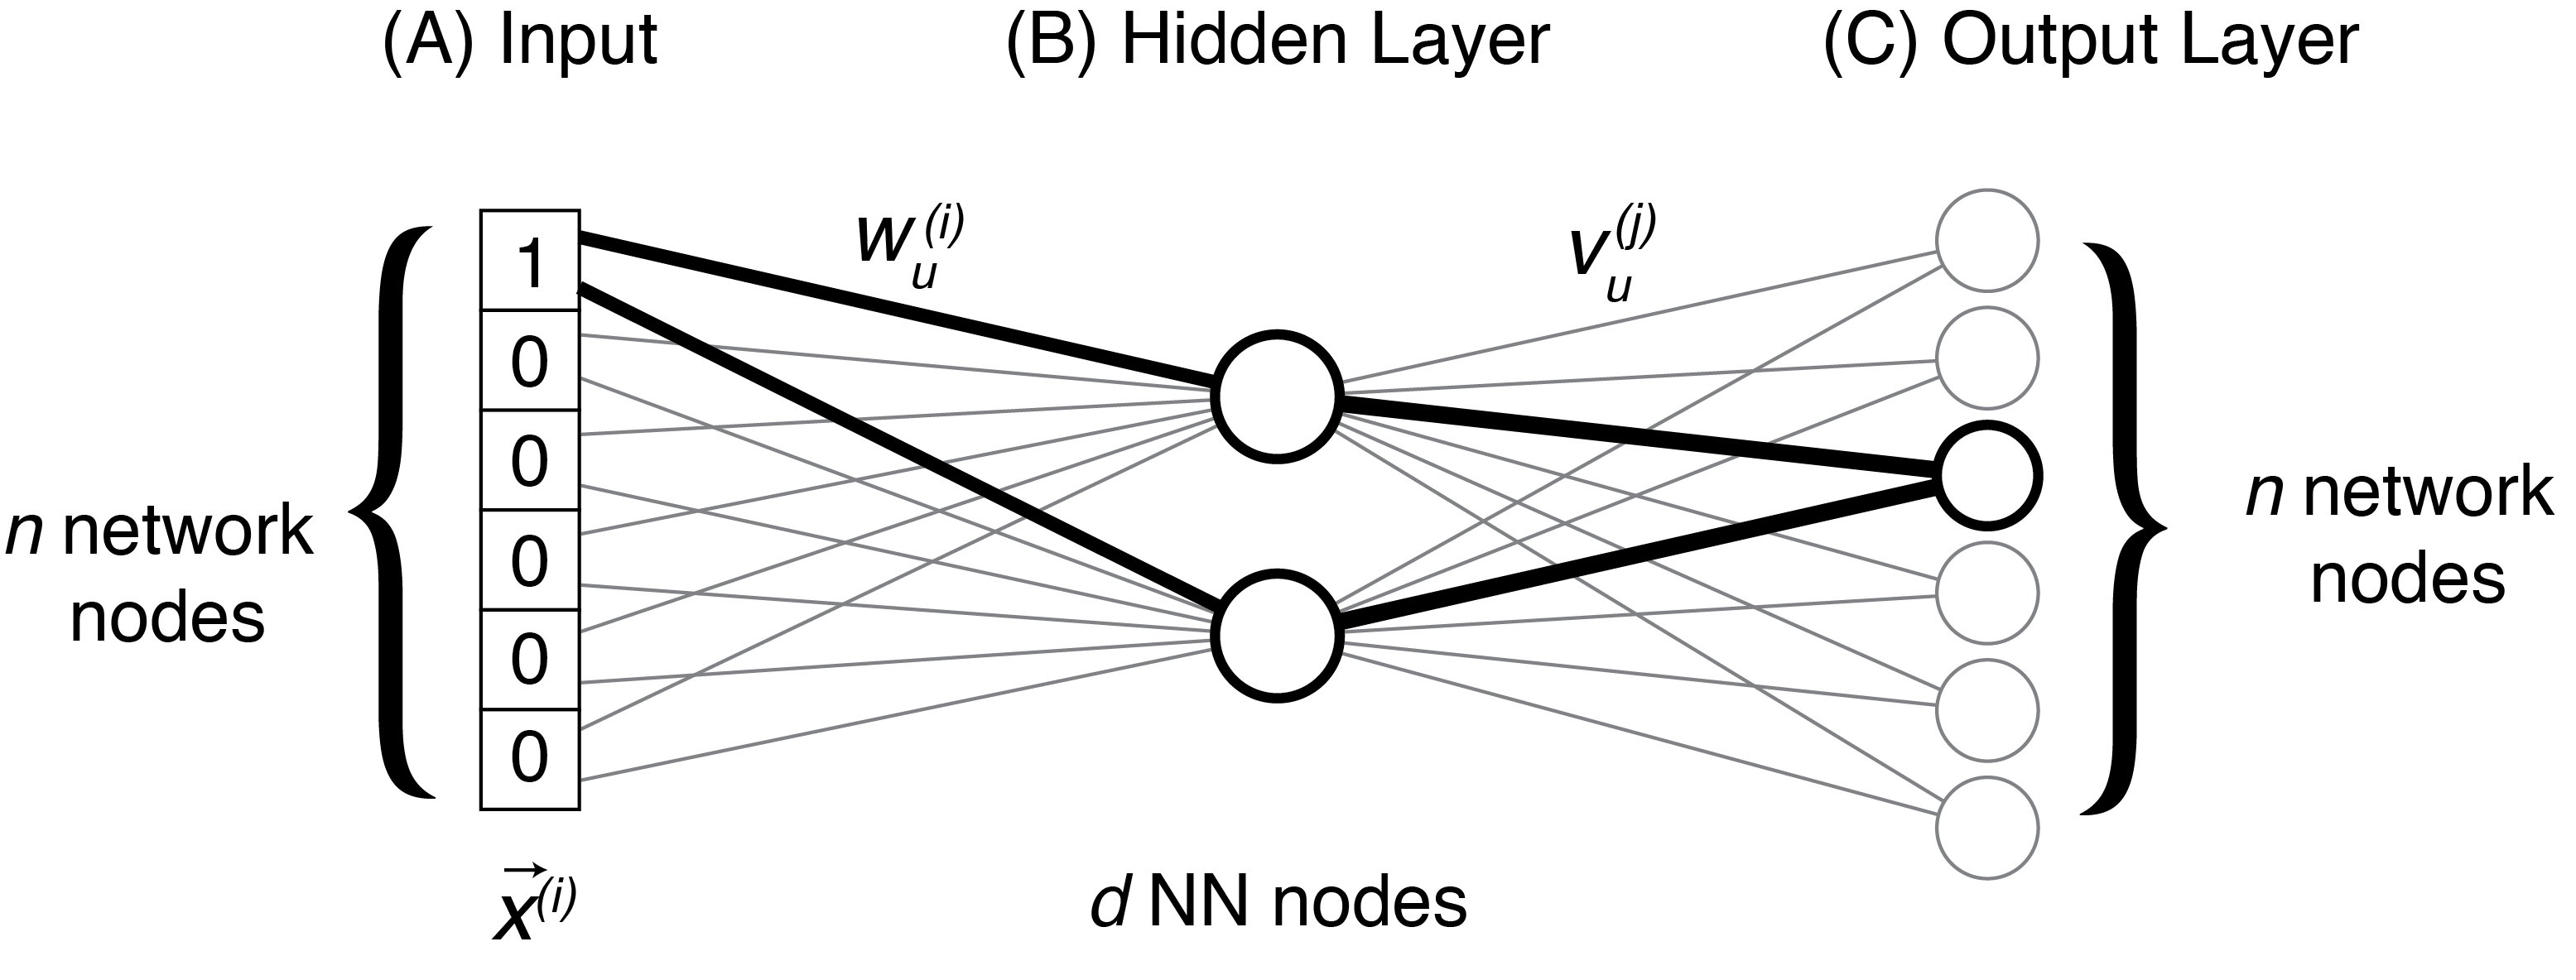 (A) Input
(B) Hidden Layer
(C) Output Layer
w_u^(i)
v_u^(j)
1
0
0
0
0
0
n network
nodes
n network
nodes
x⃗^(i)
d NN nodes